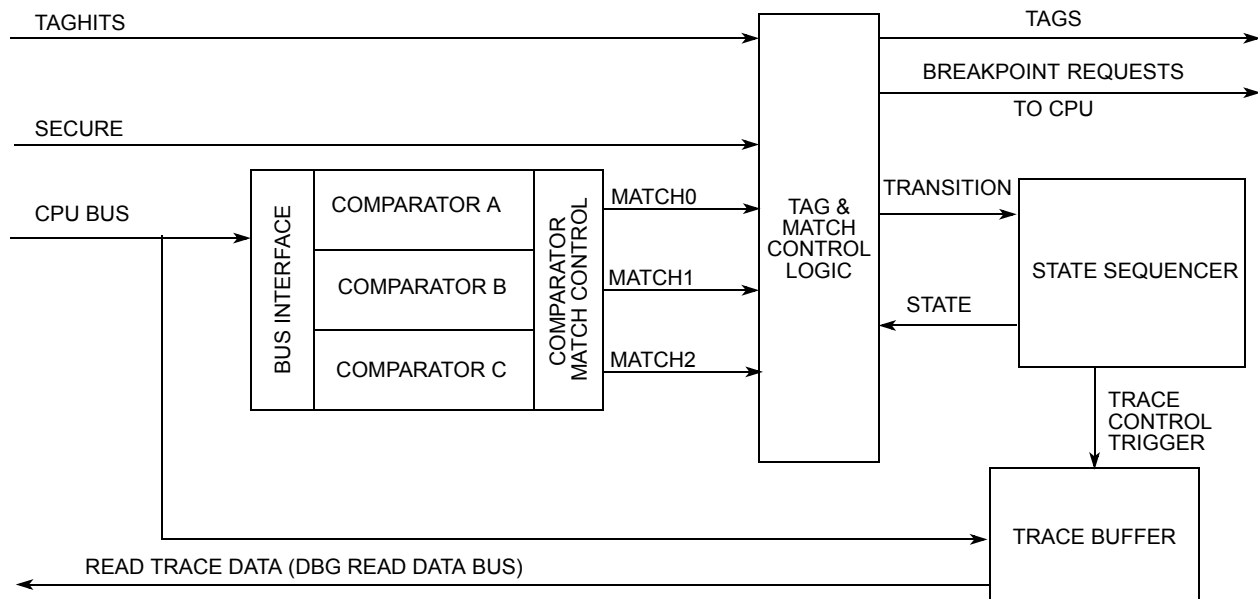 TAGHITS
TAGS
BREAKPOINT REQUESTS
TO CPU
SECURE
CPU BUS
BUS INTERFACE
COMPARATOR A
COMPARATOR B
COMPARATOR C
COMPARATOR
MATCH CONTROL
MATCH0
MATCH1
MATCH2
TAG &
MATCH
CONTROL
LOGIC
TRANSITION
STATE
STATE SEQUENCER
TRACE
CONTROL
TRIGGER
TRACE BUFFER
READ TRACE DATA (DBG READ DATA BUS)